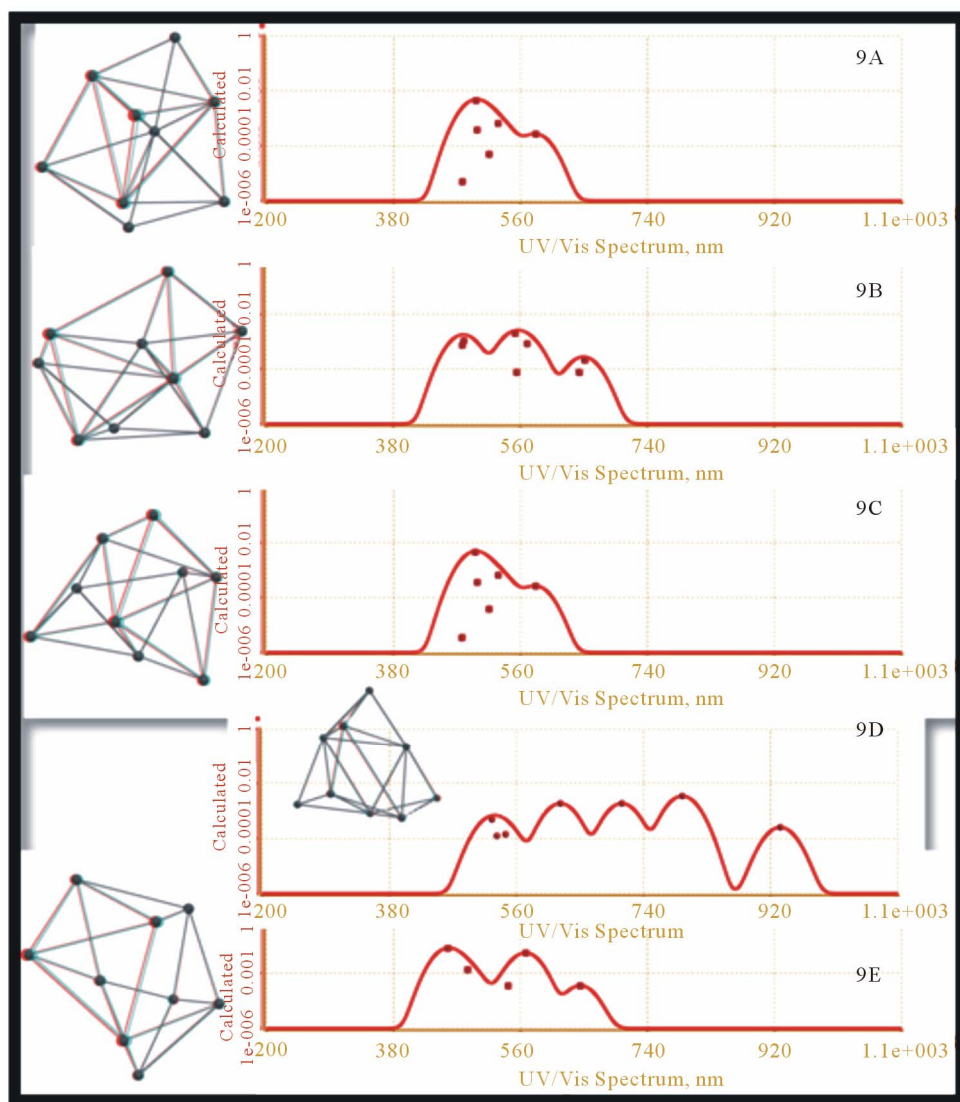 9A
Calculated
1e-006 0.0001 0.01 1
200 380 560 740 920 1.1e+003
UV/Vis Spectrum, nm
9B
Calculated
1e-006 0.0001 0.01 1
200 380 560 740 920 1.1e+003
UV/Vis Spectrum, nm
9C
Calculated
1e-006 0.0001 0.01 1
200 380 560 740 920 1.1e+003
UV/Vis Spectrum, nm
9D
Calculated
1e-006 0.0001 0.01 1
200 380 560 740 920 1.1e+003
UV/Vis Spectrum
9E
Calculated
1e-006 0.001 1
200 380 560 740 920 1.1e+003
UV/Vis Spectrum, nm